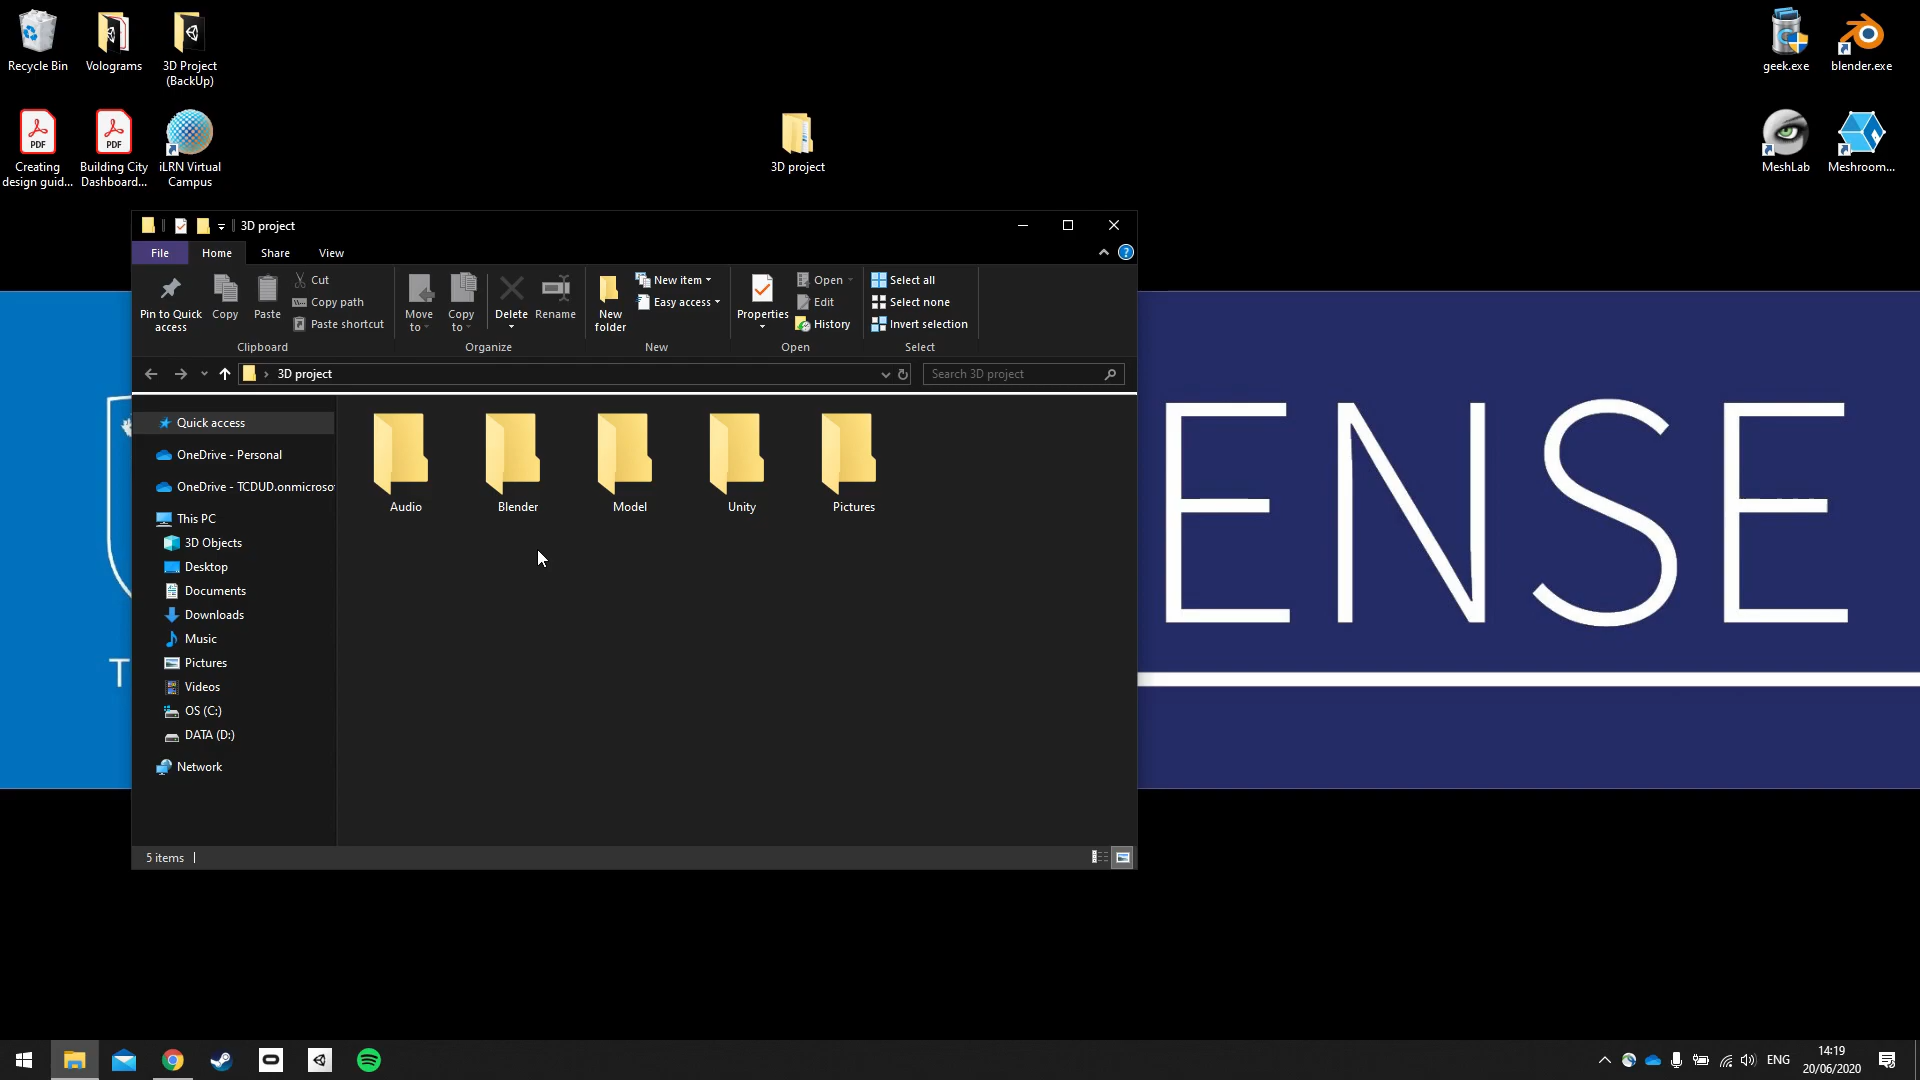 Recycle Bin
Volograms
3D Project
(BackUp)
geek.exe
blender.exe
PDF
Creating
design guid...
PDF
Building City
Dashboard...
iLRN Virtual
Campus
3D project
MeshLab
Meshroom...
3D project
File
Home
Share
View
Pin to Quick
access
Copy
Paste
Cut
Copy path
Paste shortcut
Clipboard
Move
to
Copy
to
Delete
Rename
Organize
New
folder
New item
Easy access
New
Properties
Open
Edit
History
Open
Select all
Select none
Invert selection
Select
3D project
Search 3D project
Quick access
OneDrive - Personal
OneDrive - TCDUD.onmicroso
This PC
3D Objects
Desktop
Documents
Downloads
Music
Pictures
Videos
OS (C:)
DATA (D:)
Network
Audio
Blender
Model
Unity
Pictures
5 items
T
ENSE
ENG
14:19
20/06/2020